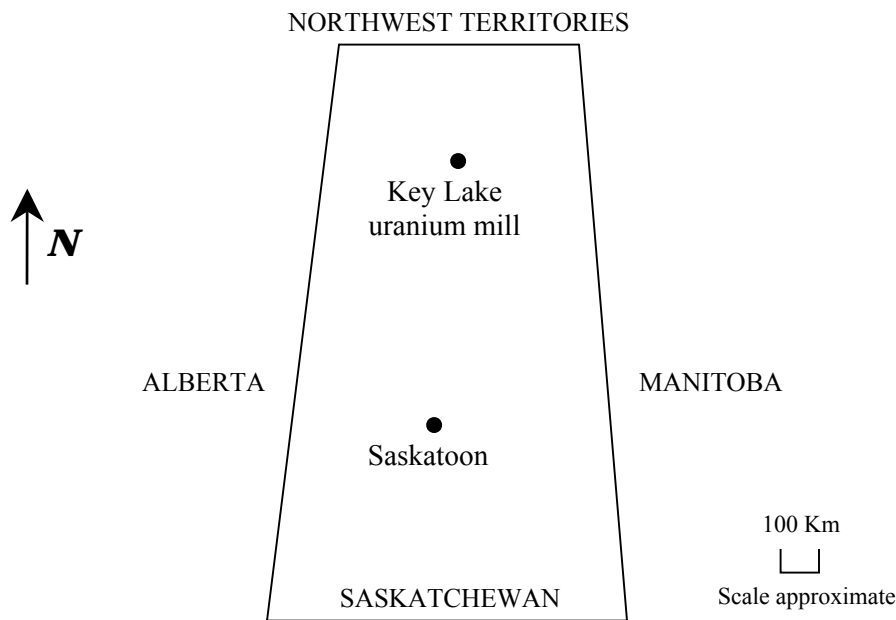 NORTHWEST TERRITORIES
Key Lake
uranium mill
N
ALBERTA
MANITOBA
Saskatoon
100 Km
Scale approximate
SASKATCHEWAN